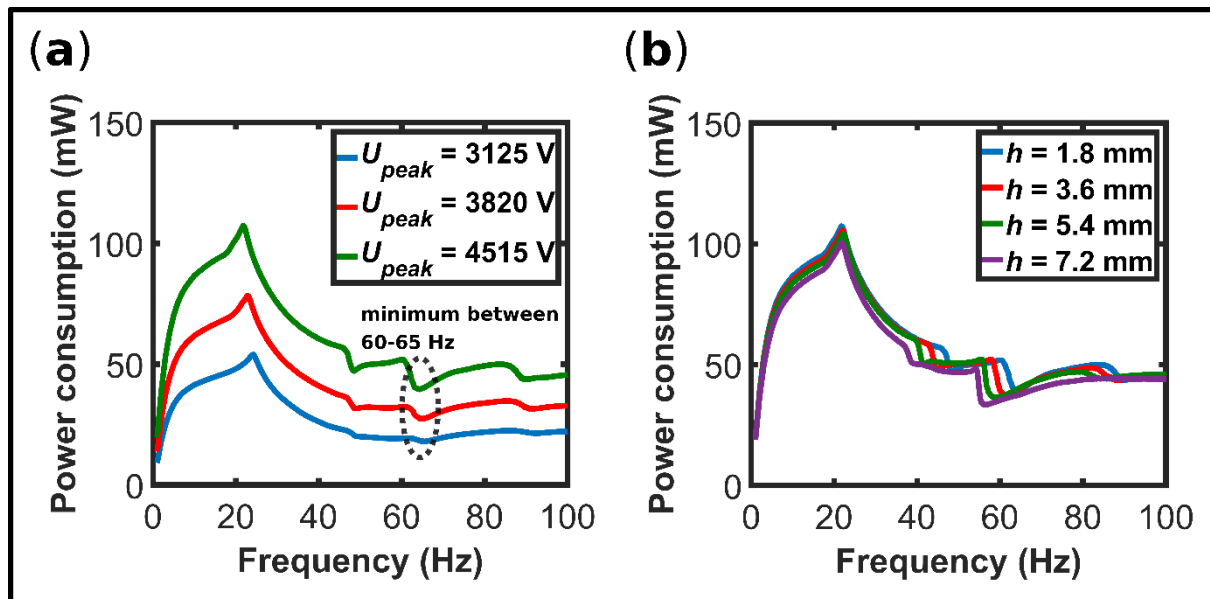 (a)
Power consumption (mW)
150
100
50
0
U_peak = 3125 V
U_peak = 3820 V
U_peak = 4515 V
minimum between
60-65 Hz
0 20 40 60 80 100
Frequency (Hz)
(b)
Power consumption (mW)
150
100
50
0
h = 1.8 mm
h = 3.6 mm
h = 5.4 mm
h = 7.2 mm
0 20 40 60 80 100
Frequency (Hz)